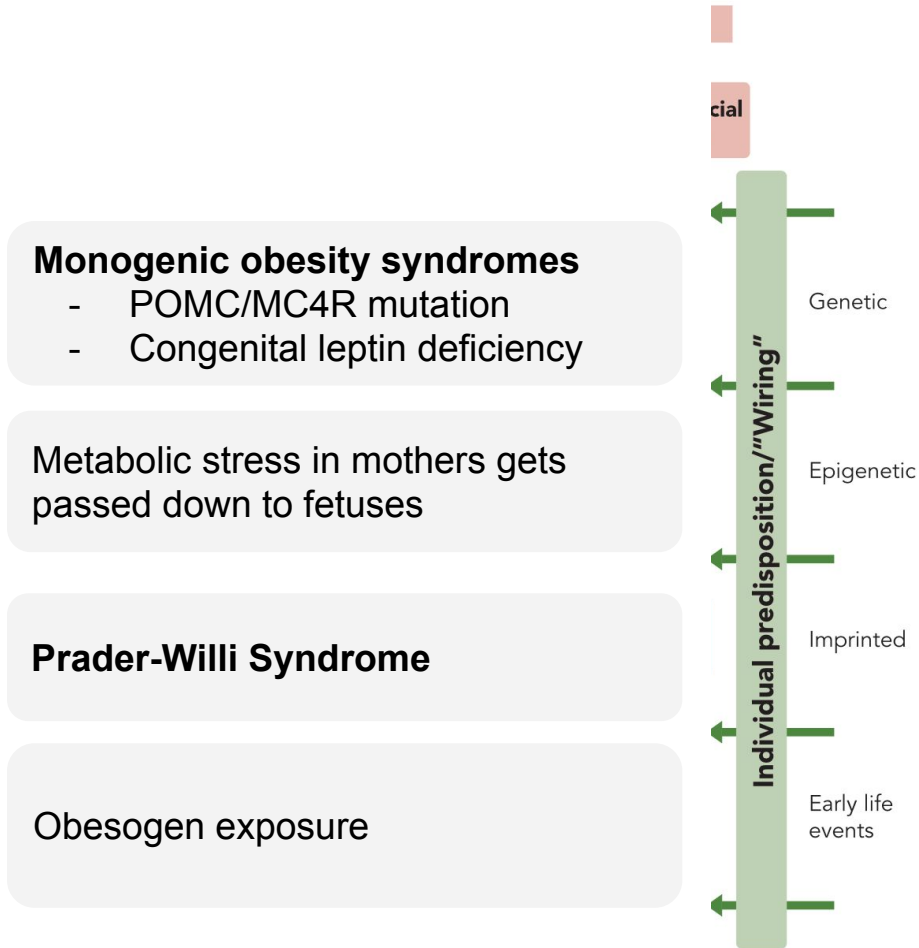 cial
Monogenic obesity syndromes
- POMC/MC4R mutation
- Congenital leptin deficiency
Genetic
Metabolic stress in mothers gets
passed down to fetuses
Epigenetic
Prader-Willi Syndrome
Imprinted
Obesogen exposure
Early life
events
Individual predisposition/"Wiring"